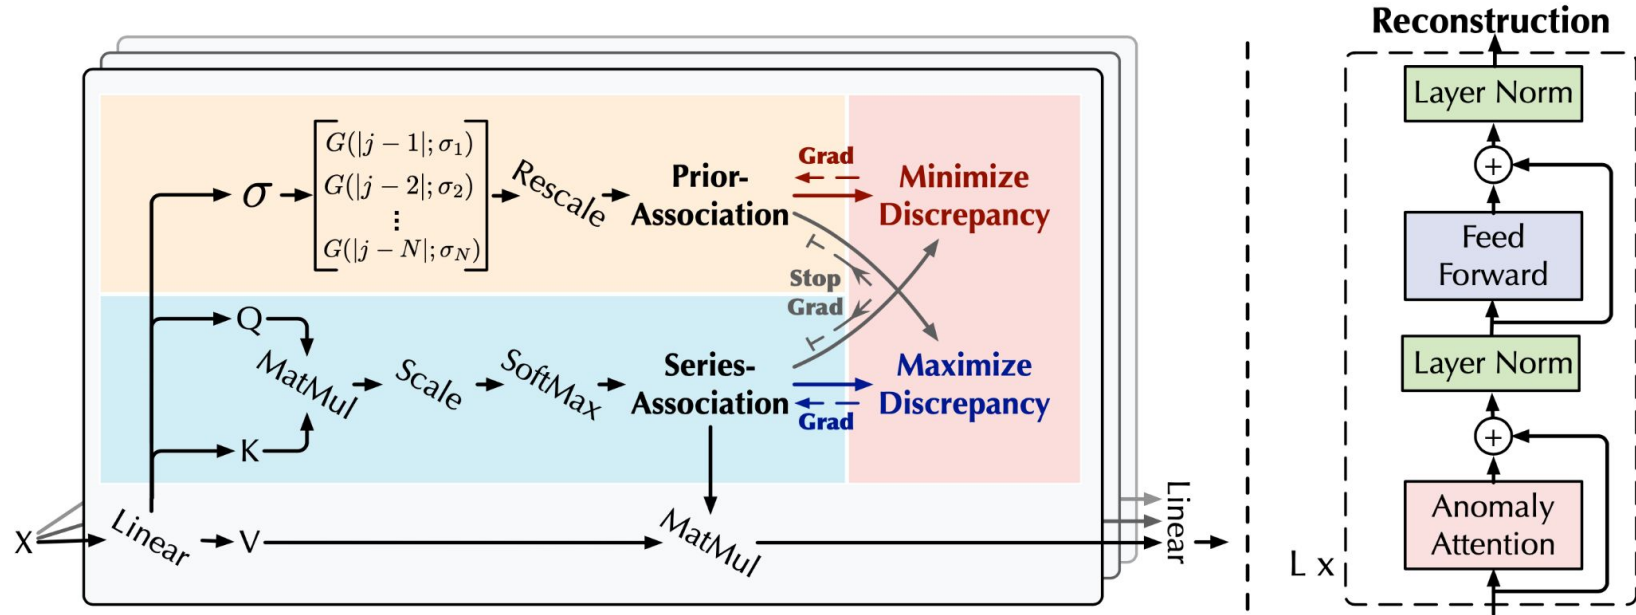 X
Linear
σ
G(|j − 1|; σ₁)
G(|j − 2|; σ₂)
⋮
G(|j − N|; σ_N)
Rescale
Prior-
Association
Grad
Minimize
Discrepancy
Stop
Grad
Q
K
MatMul
Scale
SoftMax
Series-
Association
Grad
Maximize
Discrepancy
V
MatMul
Linear
Reconstruction
Layer Norm
+
Feed
Forward
Layer Norm
+
Anomaly
Attention
L x